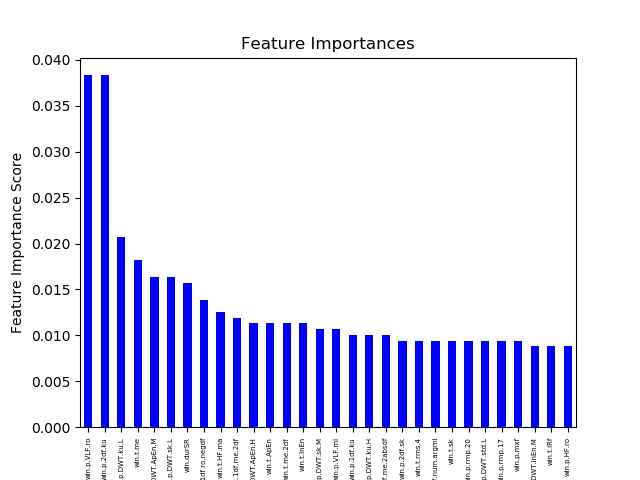 Feature Importances
Feature Importance Score
0.040
0.035
0.030
0.025
0.020
0.015
0.010
0.005
0.000
win.p.VLF.ro
win.p.2df.ku
p.DWT.ku.L
win.t.me
DWT.ApEn.M
p.DWT.sk.L
win.durSR
1df.ro.negdf
win.t.HF.ma
.1df.me.2df
DWT.ApEn.H
win.t.ApEn
win.t.me.2df
win.t.InEn
p.DWT.sk.M
win.p.VLF.mi
win.p.1df.ku
p.DWT.ku.H
f.me.2absdf
win.p.2df.sk
win.t.rms.4
f.num.argmi
win.t.sk
win.p.rmp.20
p.DWT.std.L
win.p.rmp.17
win.p.mxf
DWT.InEn.M
win.t.IRf
win.p.HF.ro